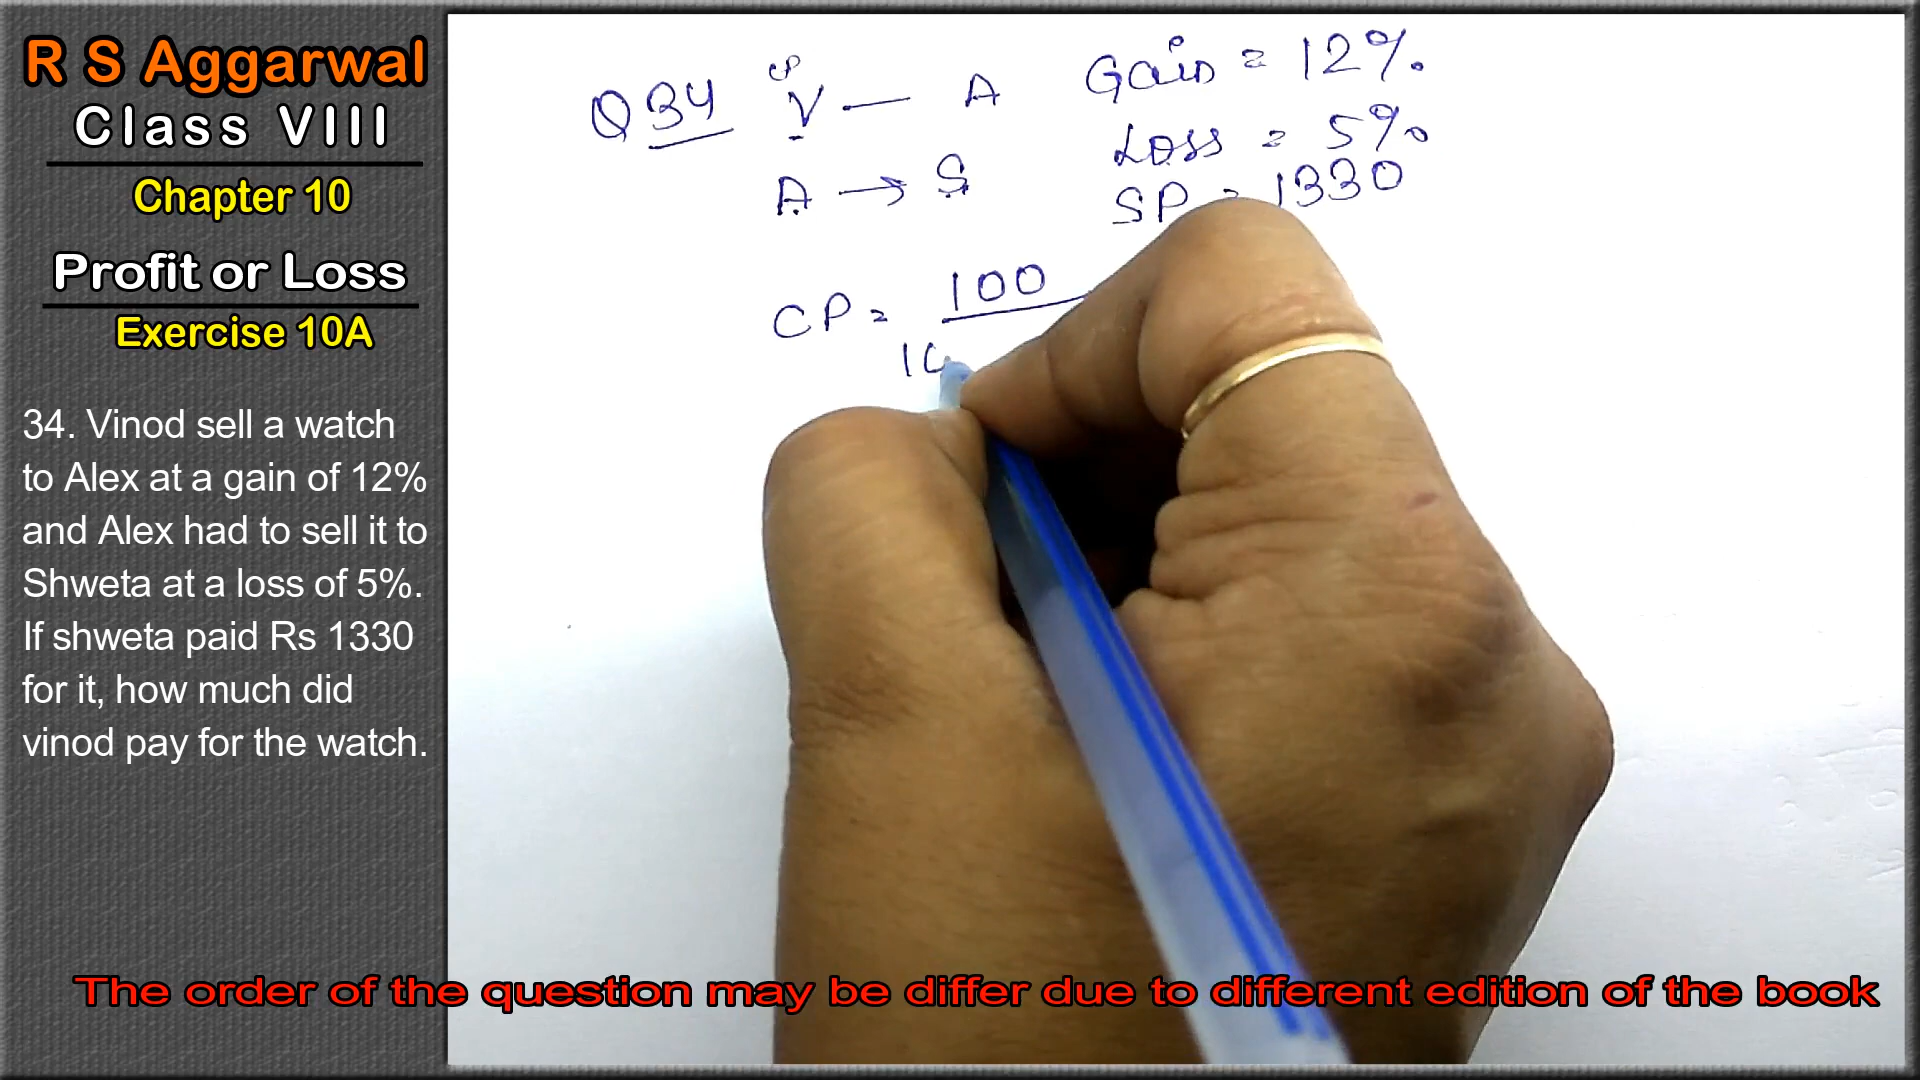 R S Aggarwal
Class VIII
Chapter 10
Profit or Loss
Exercise 10A
34. Vinod sell a watch
to Alex at a gain of 12%
and Alex had to sell it to
Shweta at a loss of 5%.
If shweta paid Rs 1330
for it, how much did
vinod pay for the watch.
Q34 CP V — A Gain = 12%.
A → S Loss = 5%
SP = 1330
CP = 100
10
The order of the question may be differ due to different edition of the book